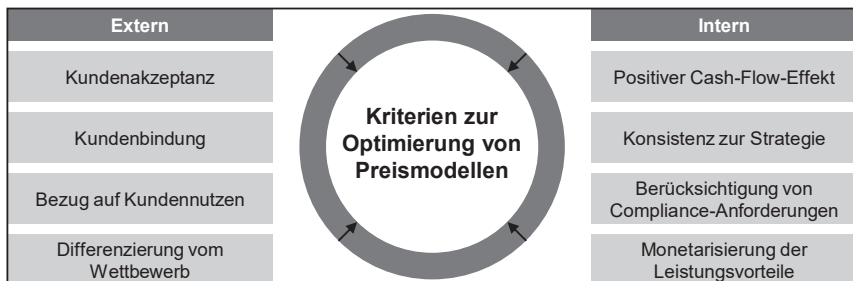 Extern
Kundenakzeptanz
Kundenbindung
Bezug auf Kundennutzen
Differenzierung vom
Wettbewerb
Kriterien zur
Optimierung von
Preismodellen
Intern
Positiver Cash-Flow-Effekt
Konsistenz zur Strategie
Berücksichtigung von
Compliance-Anforderungen
Monetarisierung der
Leistungsvorteile